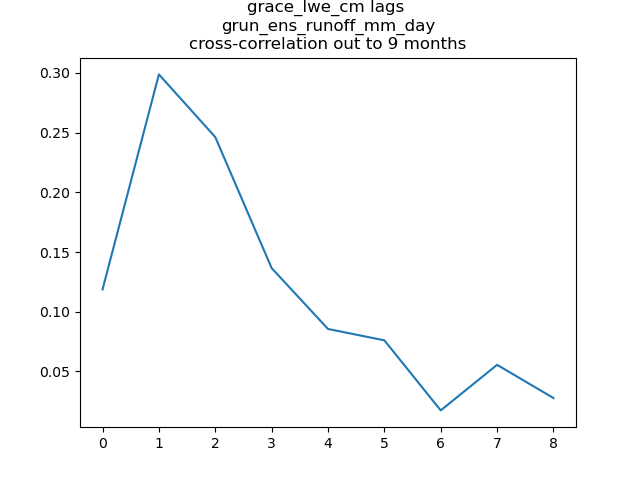 grace_lwe_cm lags
grun_ens_runoff_mm_day
cross-correlation out to 9 months
0.30
0.25
0.20
0.15
0.10
0.05
0 1 2 3 4 5 6 7 8